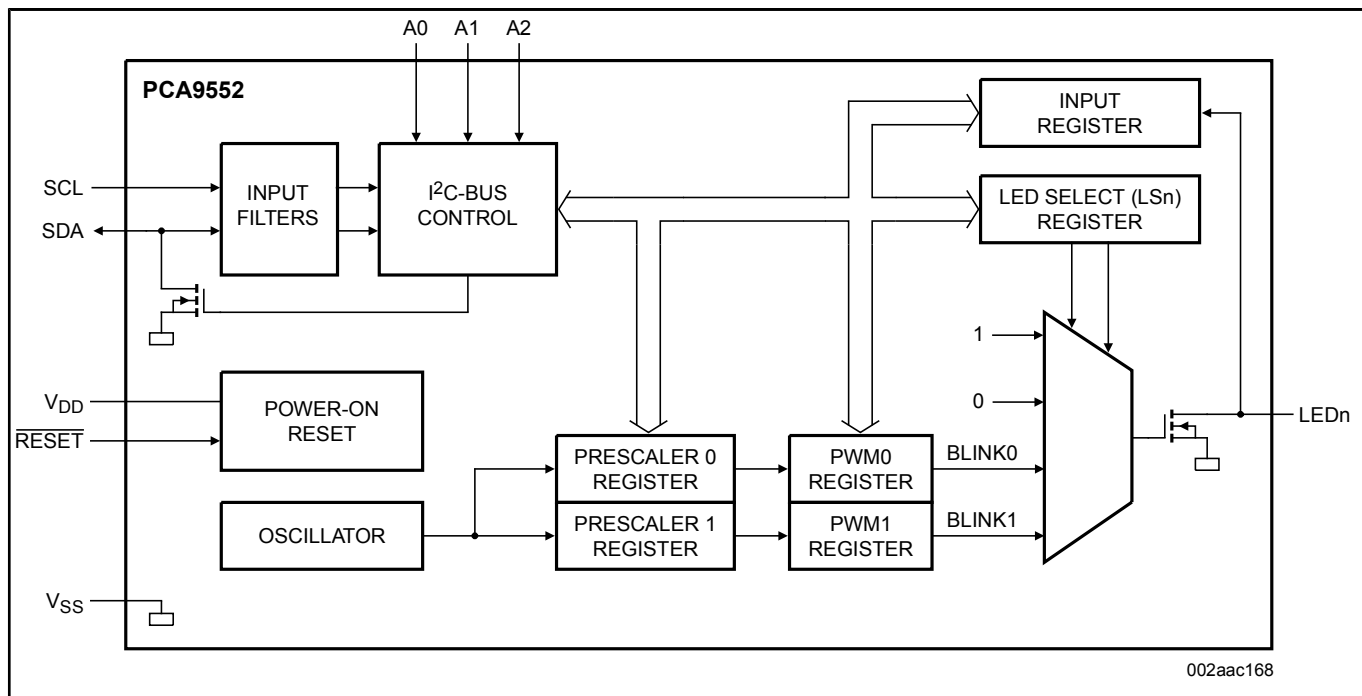 A0 A1 A2
PCA9552
INPUT
REGISTER
SCL
SDA
INPUT
FILTERS
I²C-BUS
CONTROL
LED SELECT (LSn)
REGISTER
1
0
VDD
RESET
POWER-ON
RESET
LEDn
PRESCALER 0
REGISTER
PWM0
REGISTER
BLINK0
OSCILLATOR
PRESCALER 1
REGISTER
PWM1
REGISTER
BLINK1
VSS
002aac168